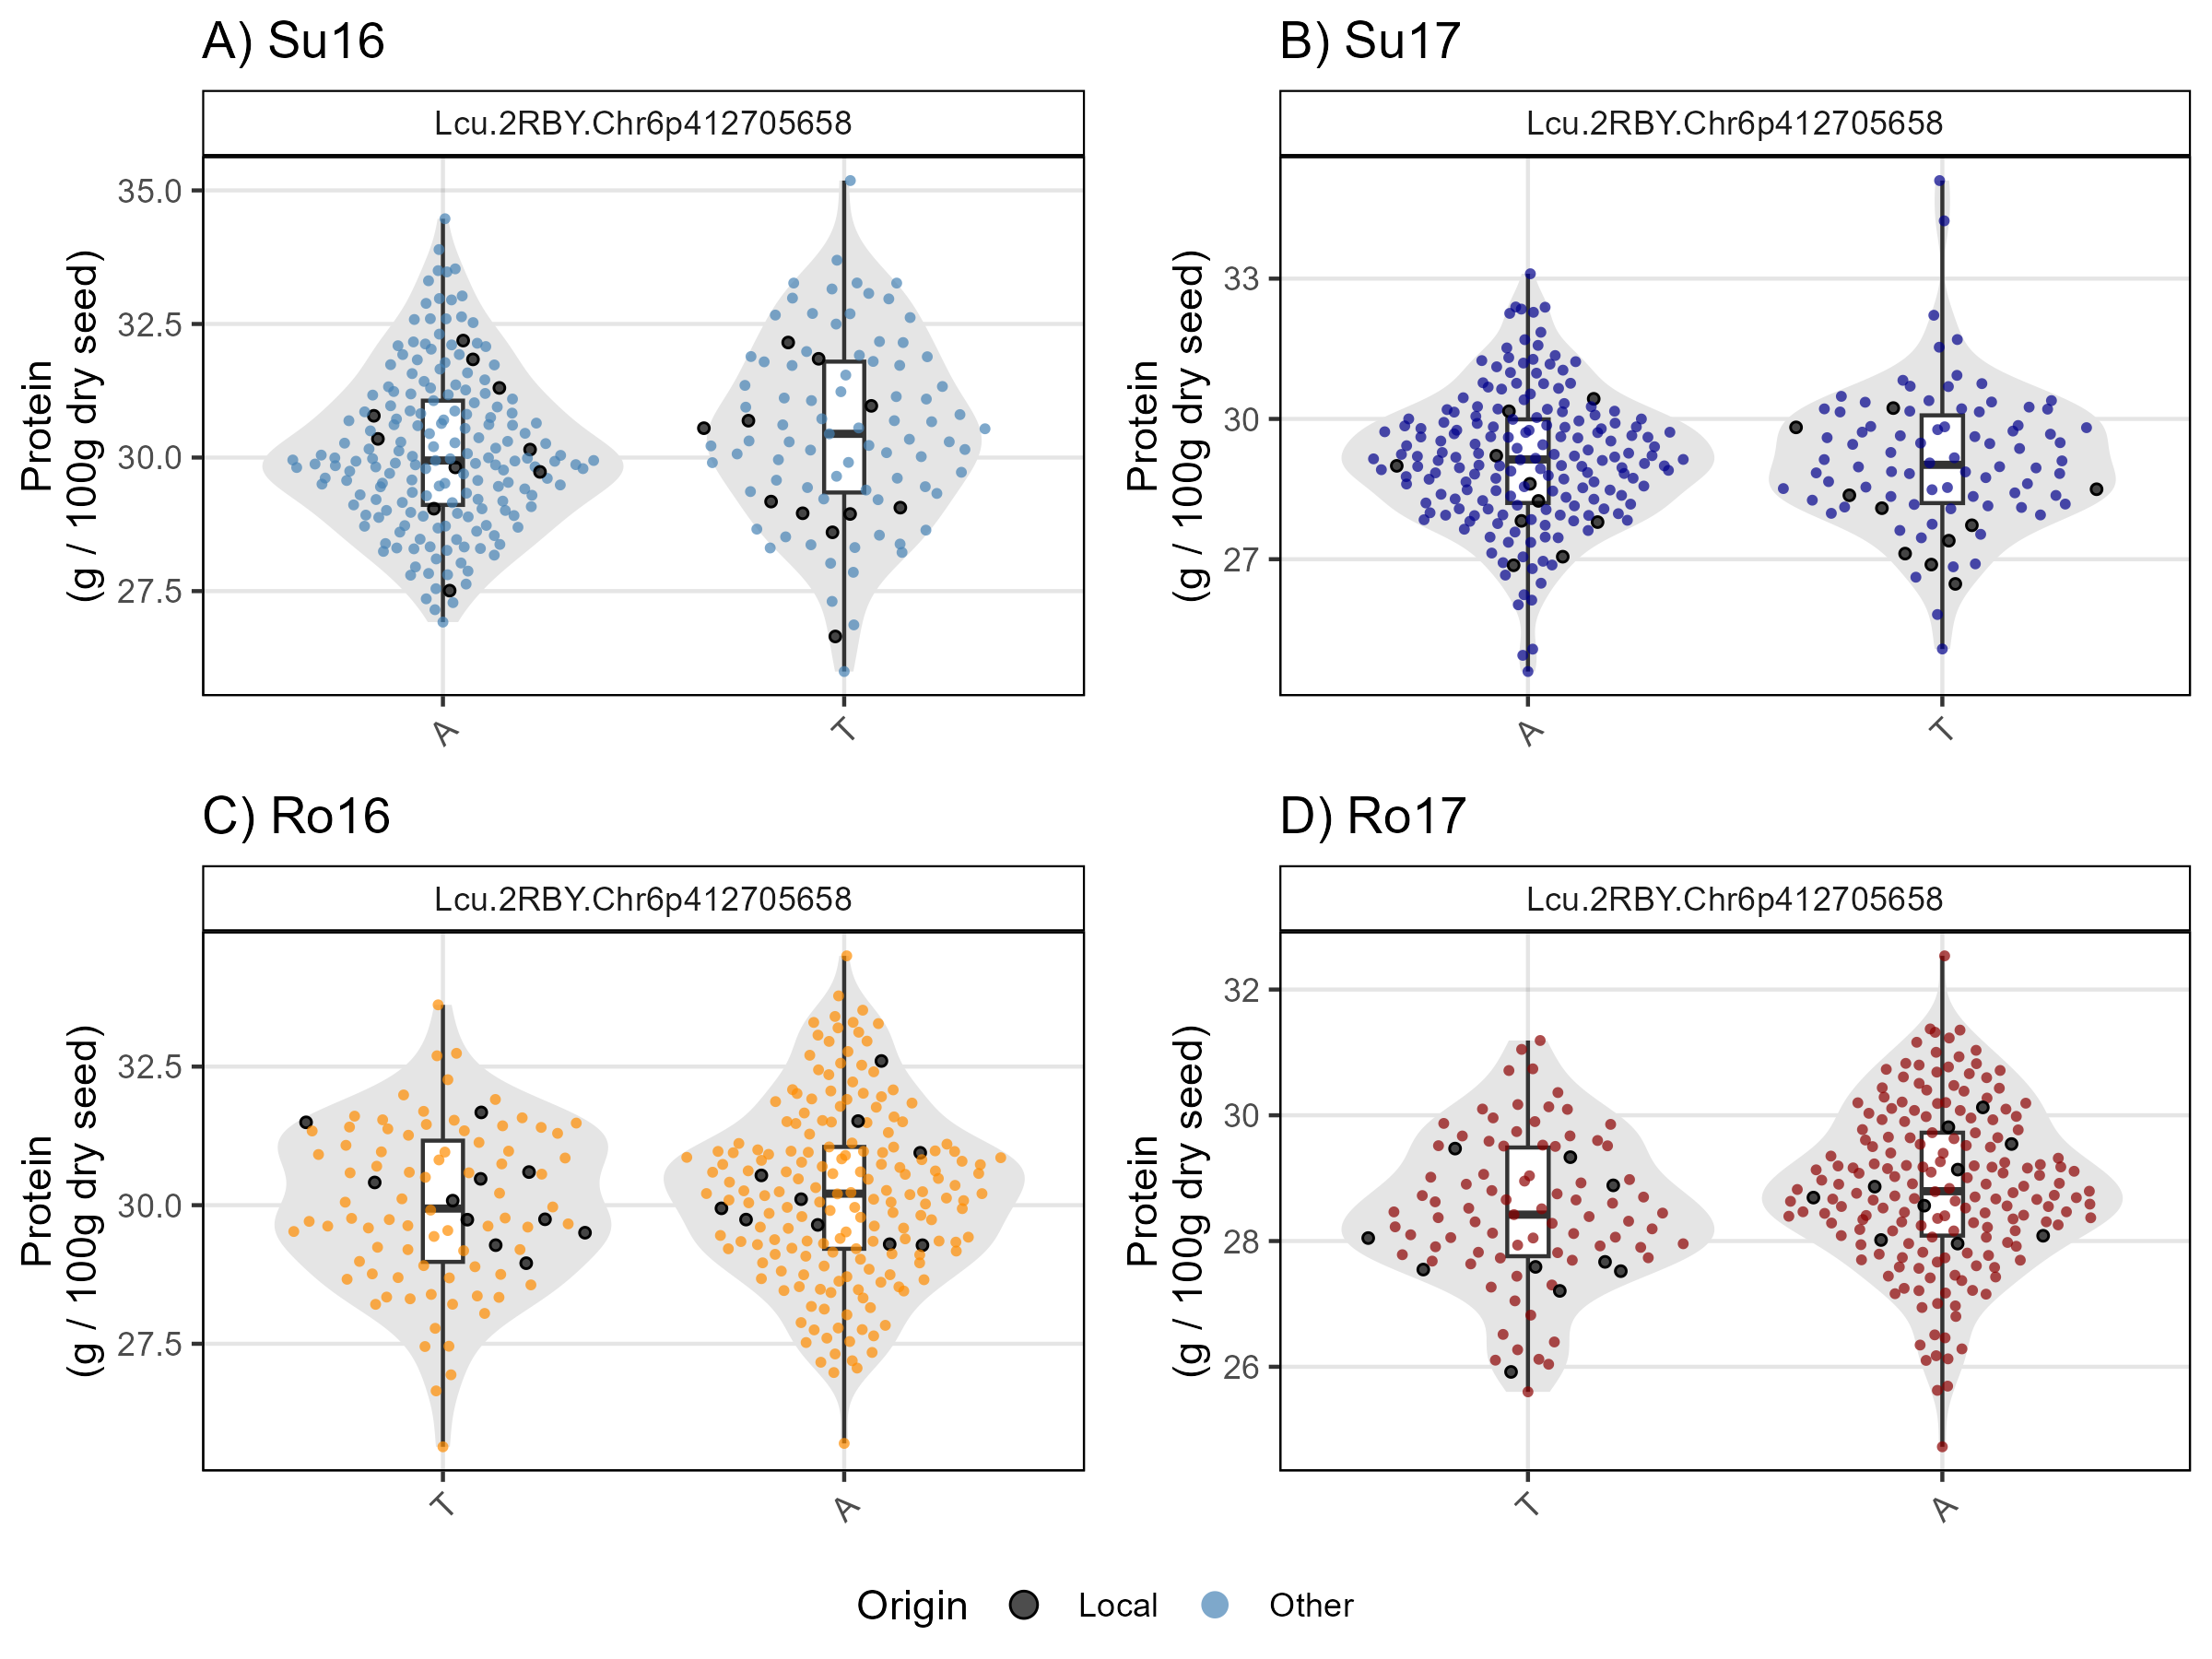 A) Su16
Lcu.2RBY.Chr6p412705658
Protein
(g / 100g dry seed)
35.0
32.5
30.0
27.5
A
T
B) Su17
Lcu.2RBY.Chr6p412705658
Protein
(g / 100g dry seed)
33
30
27
A
T
C) Ro16
Lcu.2RBY.Chr6p412705658
Protein
(g / 100g dry seed)
32.5
30.0
27.5
T
A
D) Ro17
Lcu.2RBY.Chr6p412705658
Protein
(g / 100g dry seed)
32
30
28
26
T
A
Origin
Local
Other